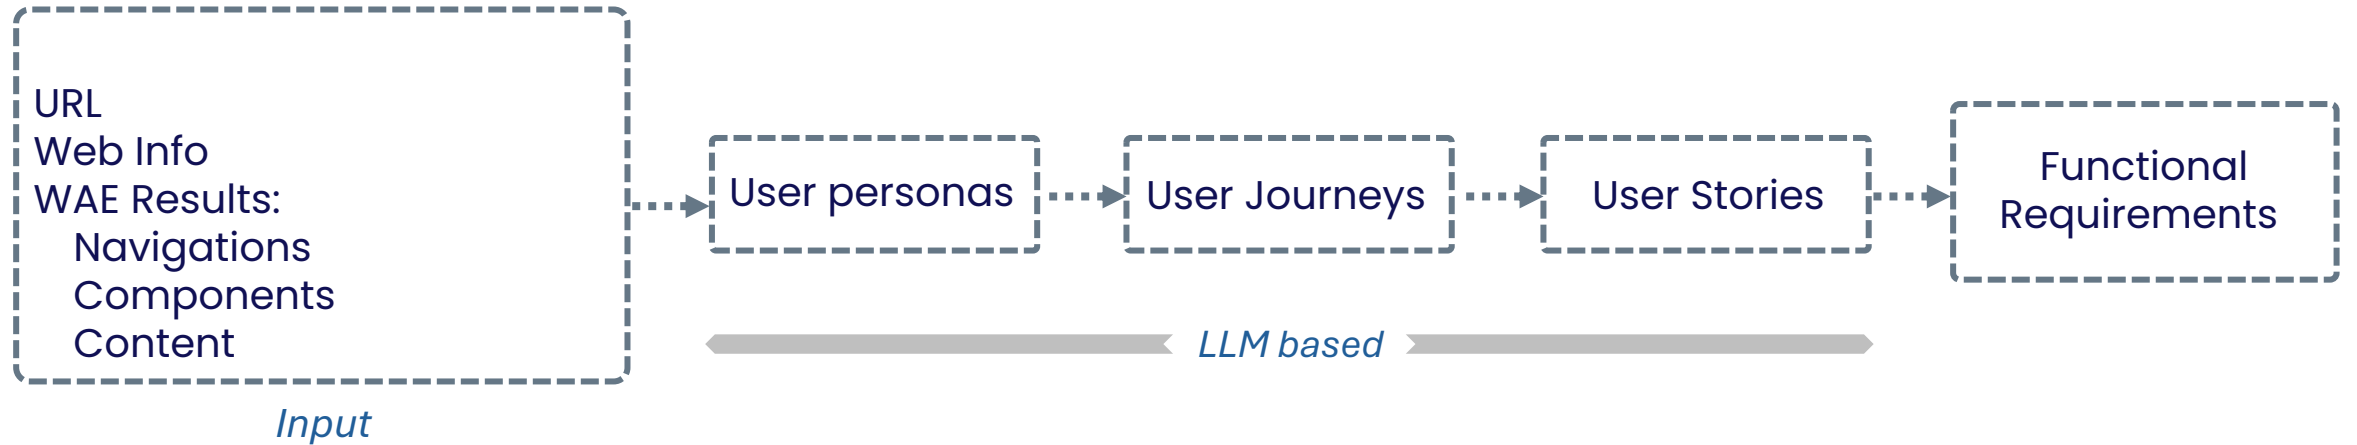 URL
Web Info
WAE Results:
Navigations
Components
Content
Input
User personas
User Journeys
User Stories
LLM based
Functional
Requirements